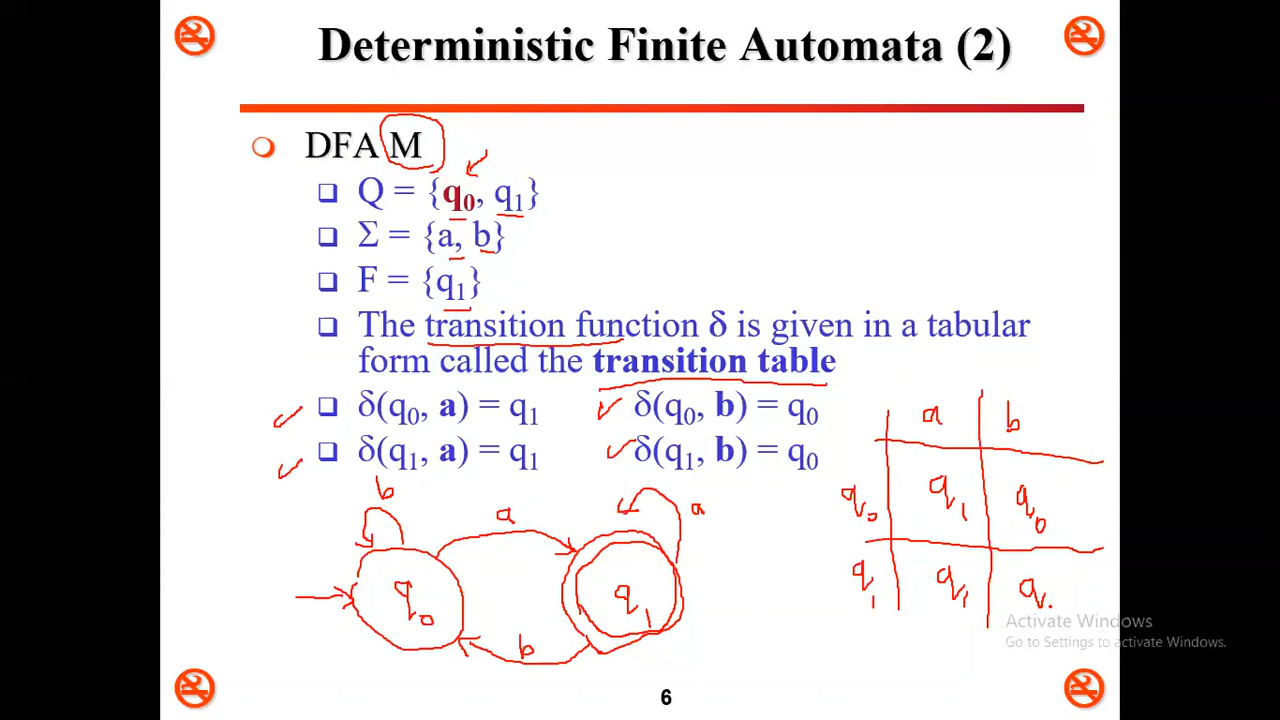 Deterministic Finite Automata (2)
DFA M
Q = {q₀, q₁}
Σ = {a, b}
F = {q₁}
The transition function δ is given in a tabular
form called the transition table
δ(q₀, a) = q₁ δ(q₀, b) = q₀
δ(q₁, a) = q₁ δ(q₁, b) = q₀
a b
q₀ q₁ q₀
q₁ q₁ q.
b a a
q₀ q₁
b
Activate Windows
Go to Settings to activate Windows.
6